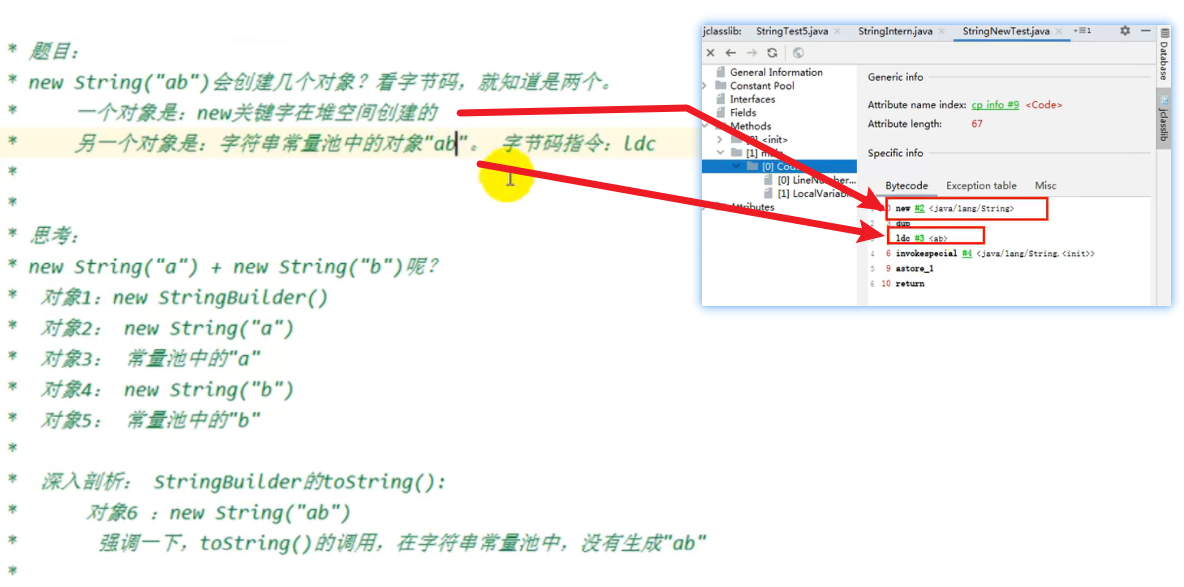 * 题目：
* new String("ab")会创建几个对象？看字节码，就知道是两个。
* 一个对象是：new关键字在堆空间创建的
* 另一个对象是：字符串常量池中的对象"ab"。 字节码指令：ldc
*
*
* 思考：
* new String("a") + new String("b")呢？
* 对象1：new StringBuilder()
* 对象2： new String("a")
* 对象3： 常量池中的"a"
* 对象4： new String("b")
* 对象5： 常量池中的"b"
*
* 深入剖析： StringBuilder的toString():
* 对象6 ：new String("ab")
* 强调一下，toString()的调用，在字符串常量池中，没有生成"ab"
*
jclasslib: StringTest5.java StringIntern.java StringNewTest.java
General Information
Constant Pool
Interfaces
Fields
Methods
<init>
[1]
[0]
[0]
[1] LocalVariabl
Generic info
Attribute name index: cp info #9 <Code>
Attribute length: 67
Specific info
Bytecode Exception table Misc
new #2 <java/lang/String>
dup
ldc #3 <ab>
4 6 invokespecial #4 <java/lang/String.<init>>
5 9 astore_1
6 10 return
Database
jclasslib